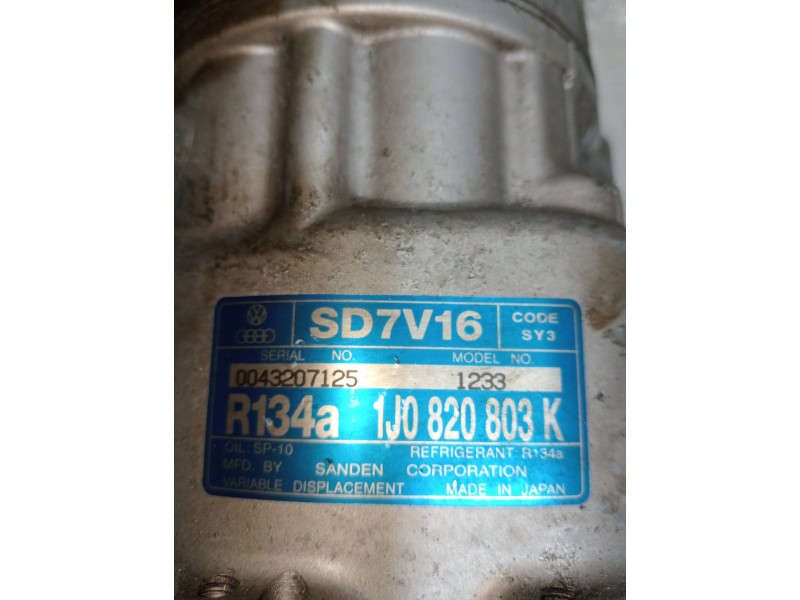 SD7V16 CODE SY3
SERIAL NO. MODEL NO.
0043207125 1233
R134a 1J0 820 803 K
OIL: SP-10 REFRIGERANT: R134a
MFD. BY SANDEN CORPORATION
VARIABLE DISPLACEMENT MADE IN JAPAN